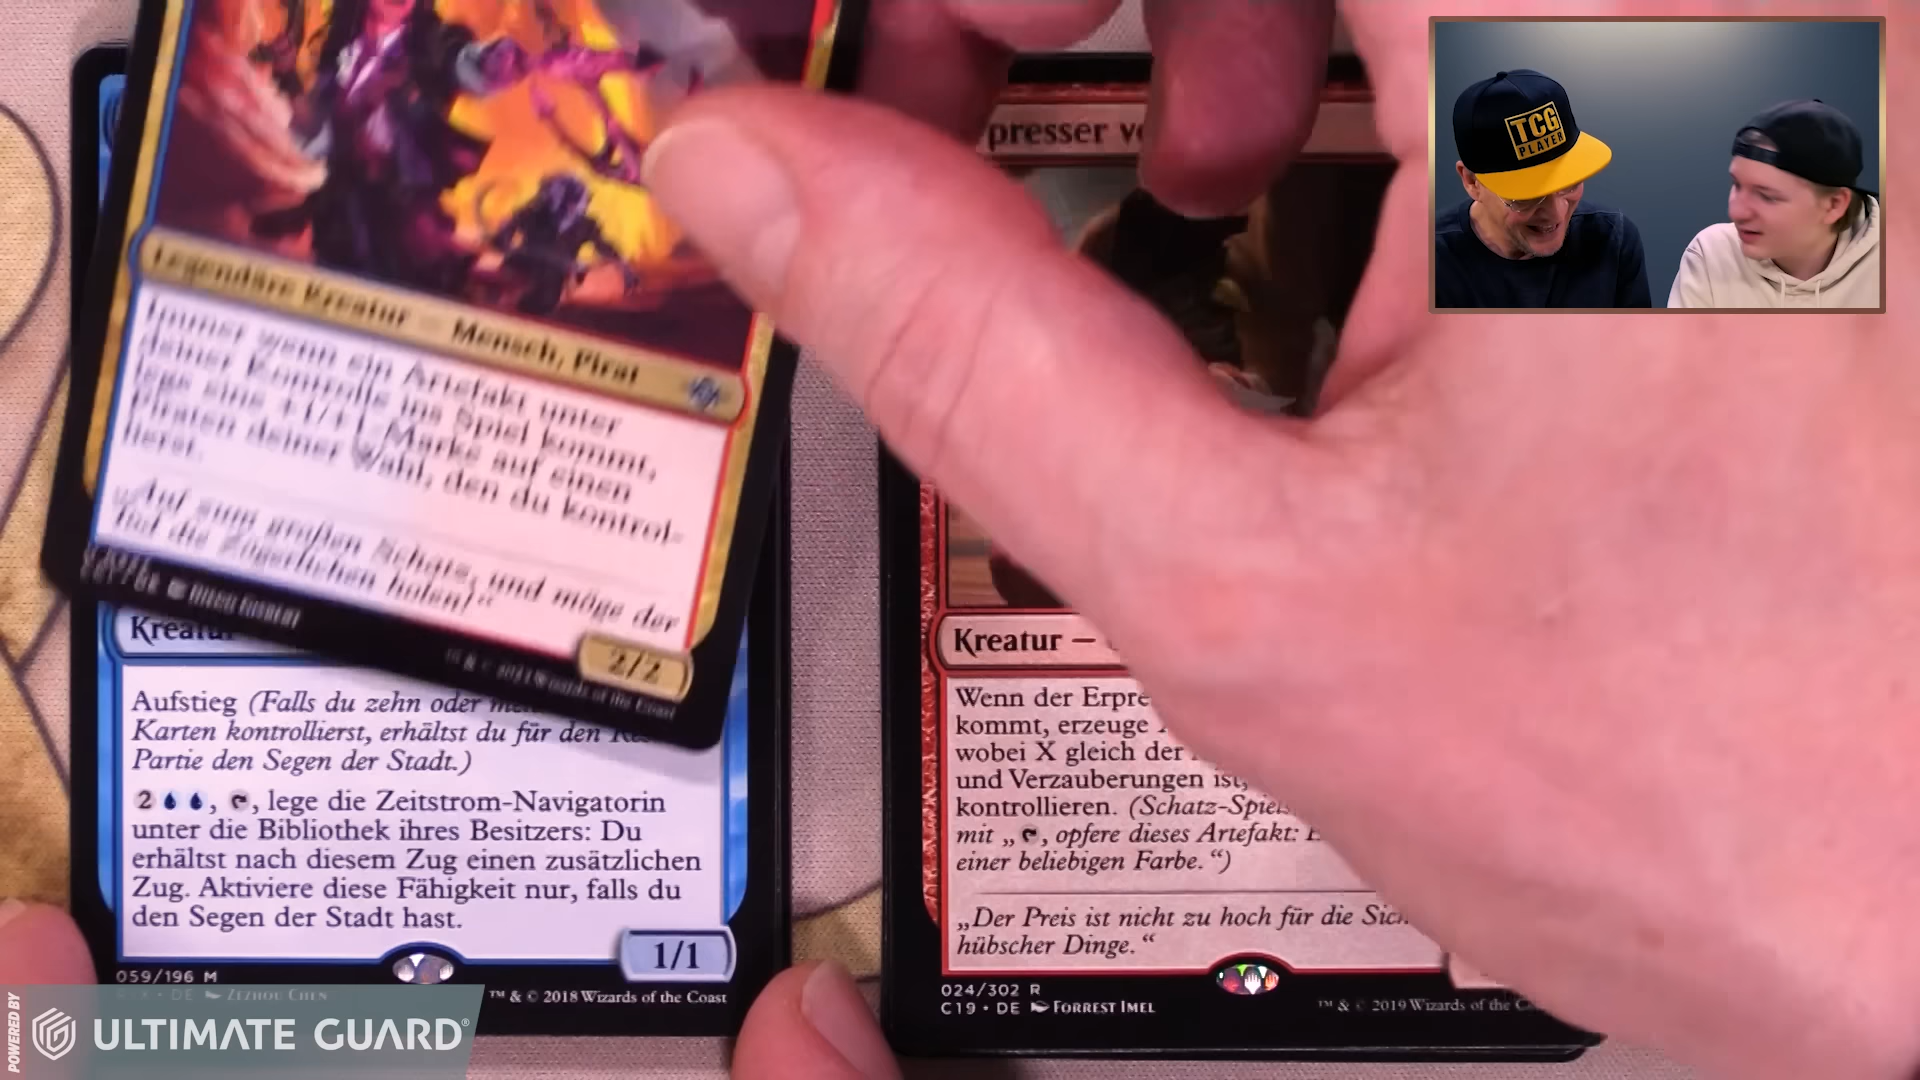 TCG
PLAYER
presser
Legendäre Kreatur — Mensch, Pirat
Immer wenn ein Artefakt unter
deiner Kontrolle ins Spiel kommt,
lege eine +1/+1-Marke auf einen
Piraten deiner Wahl, den du kontrol-
lierst.
„Auf zum großen Schatz, und möge der
Tod die Zögerlichen holen!“
2/2
Aufstieg (Falls du zehn oder
Karten kontrollierst, erhältst du für den
Partie den Segen der Stadt.)
2 , , lege die Zeitstrom-Navigatorin
unter die Bibliothek ihres Besitzers: Du
erhältst nach diesem Zug einen zusätzlichen
Zug. Aktiviere diese Fähigkeit nur, falls du
den Segen der Stadt hast.
1/1
059/196 M
DE ZEZHOU CHEN
™ & © 2018 Wizards of the Coast
Kreatur —
Wenn der Erpre
kommt, erzeuge
wobei X gleich der
und Verzauberungen ist,
kontrollieren. (Schatz-Spiels
mit „ , opfere dieses Artefakt:
einer beliebigen Farbe.“)
„Der Preis ist nicht zu hoch für die Sich
hübscher Dinge.“
024/302 R
C19 • DE FORREST IMEL
™ & © 2019 Wizards of the
POWERED BY
ULTIMATE GUARD®